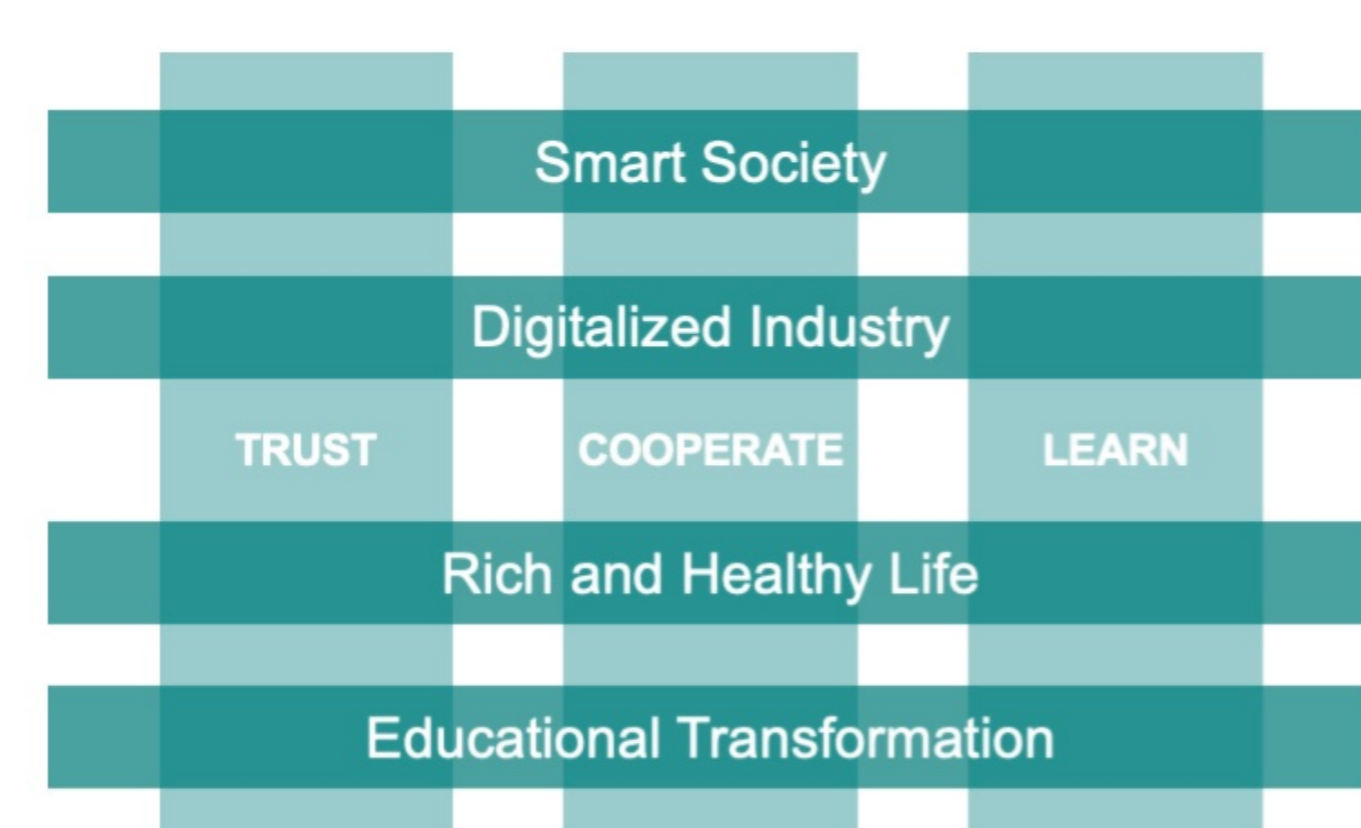 Smart Society
Digitalized Industry
TRUST COOPERATE LEARN
Rich and Healthy Life
Educational Transformation